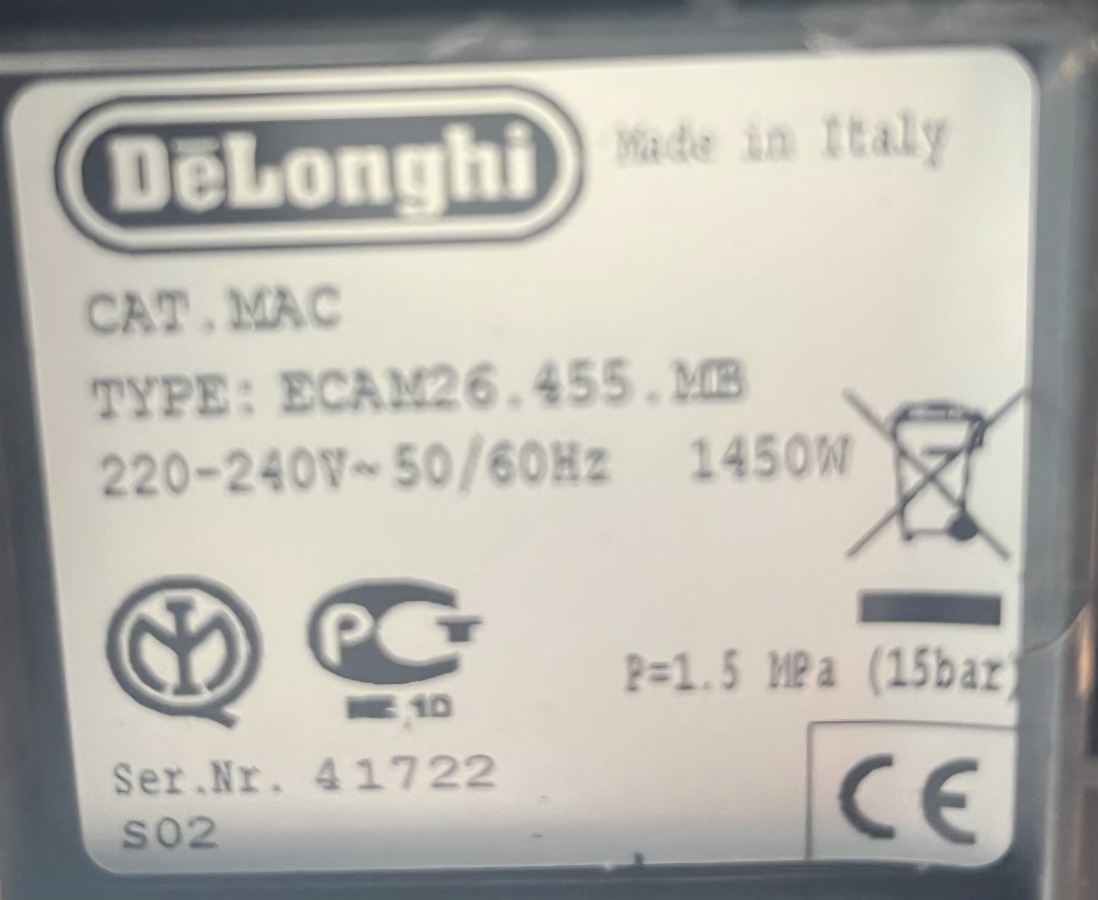 DēLonghi Made in Italy
CAT.MAC
TYPE: ECAM26.455.MB
220-240V~50/60Hz 1450W
P=1.5 MPa (15bar)
Ser.Nr. 41722
S02
CE